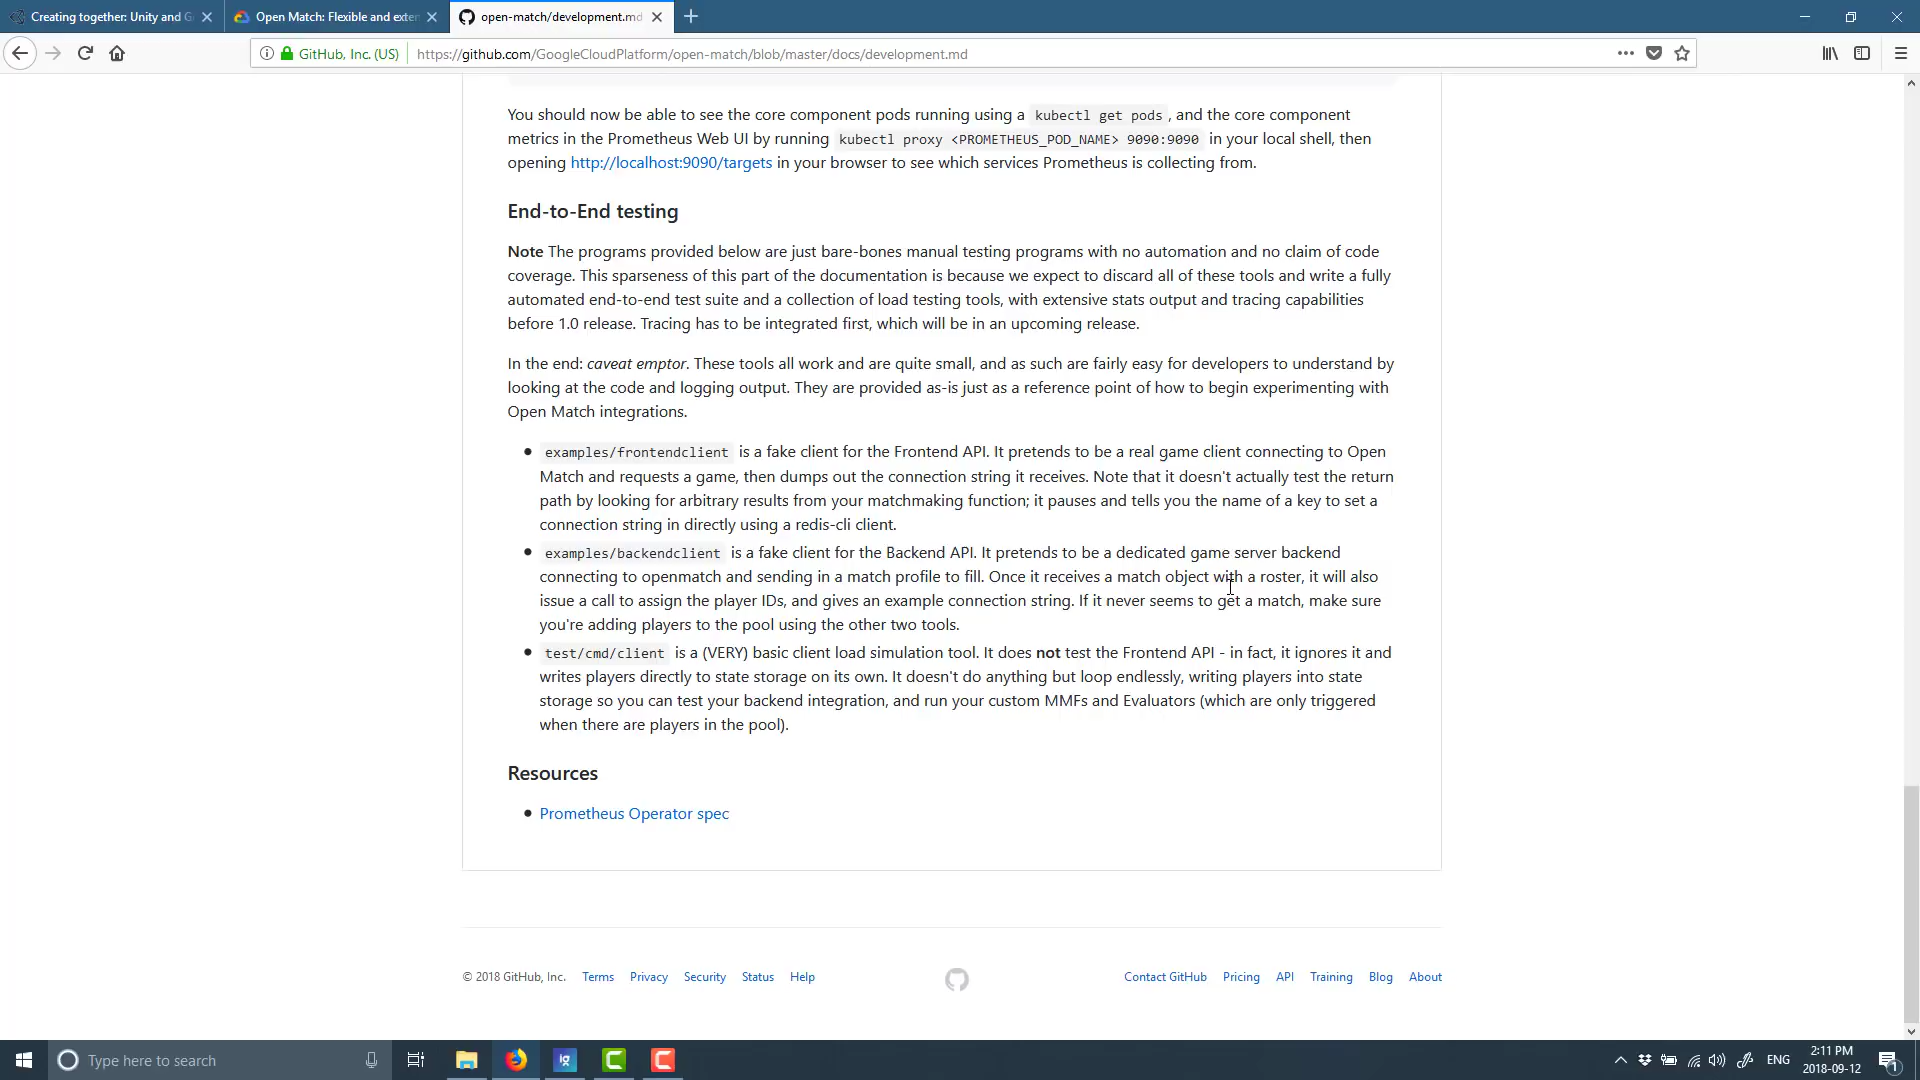 Creating together: Unity and G
Open Match: Flexible and exten
open-match/development.md
GitHub, Inc. (US)
https://github.com/GoogleCloudPlatform/open-match/blob/master/docs/development.md
You should now be able to see the core component pods running using a kubectl get pods , and the core component
metrics in the Prometheus Web UI by running kubectl proxy <PROMETHEUS_POD_NAME> 9090:9090 in your local shell, then
opening http://localhost:9090/targets in your browser to see which services Prometheus is collecting from.
End-to-End testing
Note The programs provided below are just bare-bones manual testing programs with no automation and no claim of code
coverage. This sparseness of this part of the documentation is because we expect to discard all of these tools and write a fully
automated end-to-end test suite and a collection of load testing tools, with extensive stats output and tracing capabilities
before 1.0 release. Tracing has to be integrated first, which will be in an upcoming release.
In the end: caveat emptor. These tools all work and are quite small, and as such are fairly easy for developers to understand by
looking at the code and logging output. They are provided as-is just as a reference point of how to begin experimenting with
Open Match integrations.
• examples/frontendclient is a fake client for the Frontend API. It pretends to be a real game client connecting to Open
Match and requests a game, then dumps out the connection string it receives. Note that it doesn't actually test the return
path by looking for arbitrary results from your matchmaking function; it pauses and tells you the name of a key to set a
connection string in directly using a redis-cli client.
• examples/backendclient is a fake client for the Backend API. It pretends to be a dedicated game server backend
connecting to openmatch and sending in a match profile to fill. Once it receives a match object with a roster, it will also
issue a call to assign the player IDs, and gives an example connection string. If it never seems to get a match, make sure
you're adding players to the pool using the other two tools.
• test/cmd/client is a (VERY) basic client load simulation tool. It does not test the Frontend API - in fact, it ignores it and
writes players directly to state storage on its own. It doesn't do anything but loop endlessly, writing players into state
storage so you can test your backend integration, and run your custom MMFs and Evaluators (which are only triggered
when there are players in the pool).
Resources
• Prometheus Operator spec
© 2018 GitHub, Inc. Terms Privacy Security Status Help
Contact GitHub Pricing API Training Blog About
Type here to search
ig
ENG
2:11 PM
2018-09-12
1